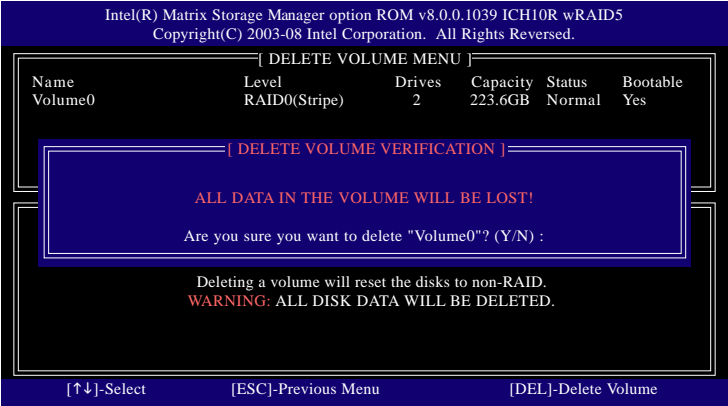 Intel(R) Matrix Storage Manager option ROM v8.0.0.1039 ICH10R wRAID5
Copyright(C) 2003-08 Intel Corporation. All Rights Reversed.
[ DELETE VOLUME MENU ]
Name Level Drives Capacity Status Bootable
Volume0 RAID0(Stripe) 2 223.6GB Normal Yes
[ DELETE VOLUME VERIFICATION ]
ALL DATA IN THE VOLUME WILL BE LOST!
Are you sure you want to delete "Volume0"? (Y/N) :
Deleting a volume will reset the disks to non-RAID.
WARNING: ALL DISK DATA WILL BE DELETED.
[↑↓]-Select [ESC]-Previous Menu [DEL]-Delete Volume